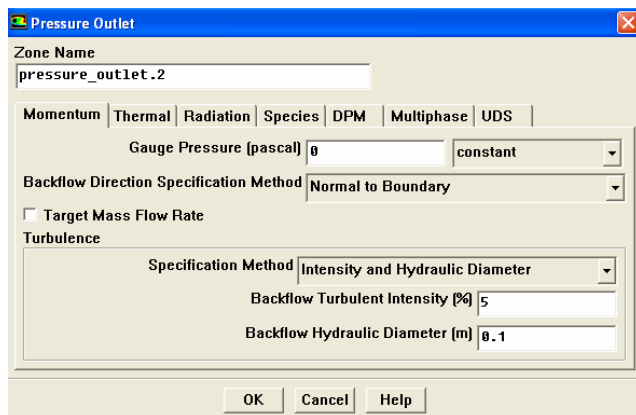 Pressure Outlet
Zone Name
pressure_outlet.2
Momentum Thermal Radiation Species DPM Multiphase UDS
Gauge Pressure (pascal) 0 constant
Backflow Direction Specification Method Normal to Boundary
Target Mass Flow Rate
Turbulence
Specification Method Intensity and Hydraulic Diameter
Backflow Turbulent Intensity (%) 5
Backflow Hydraulic Diameter (m) 0.1
OK Cancel Help